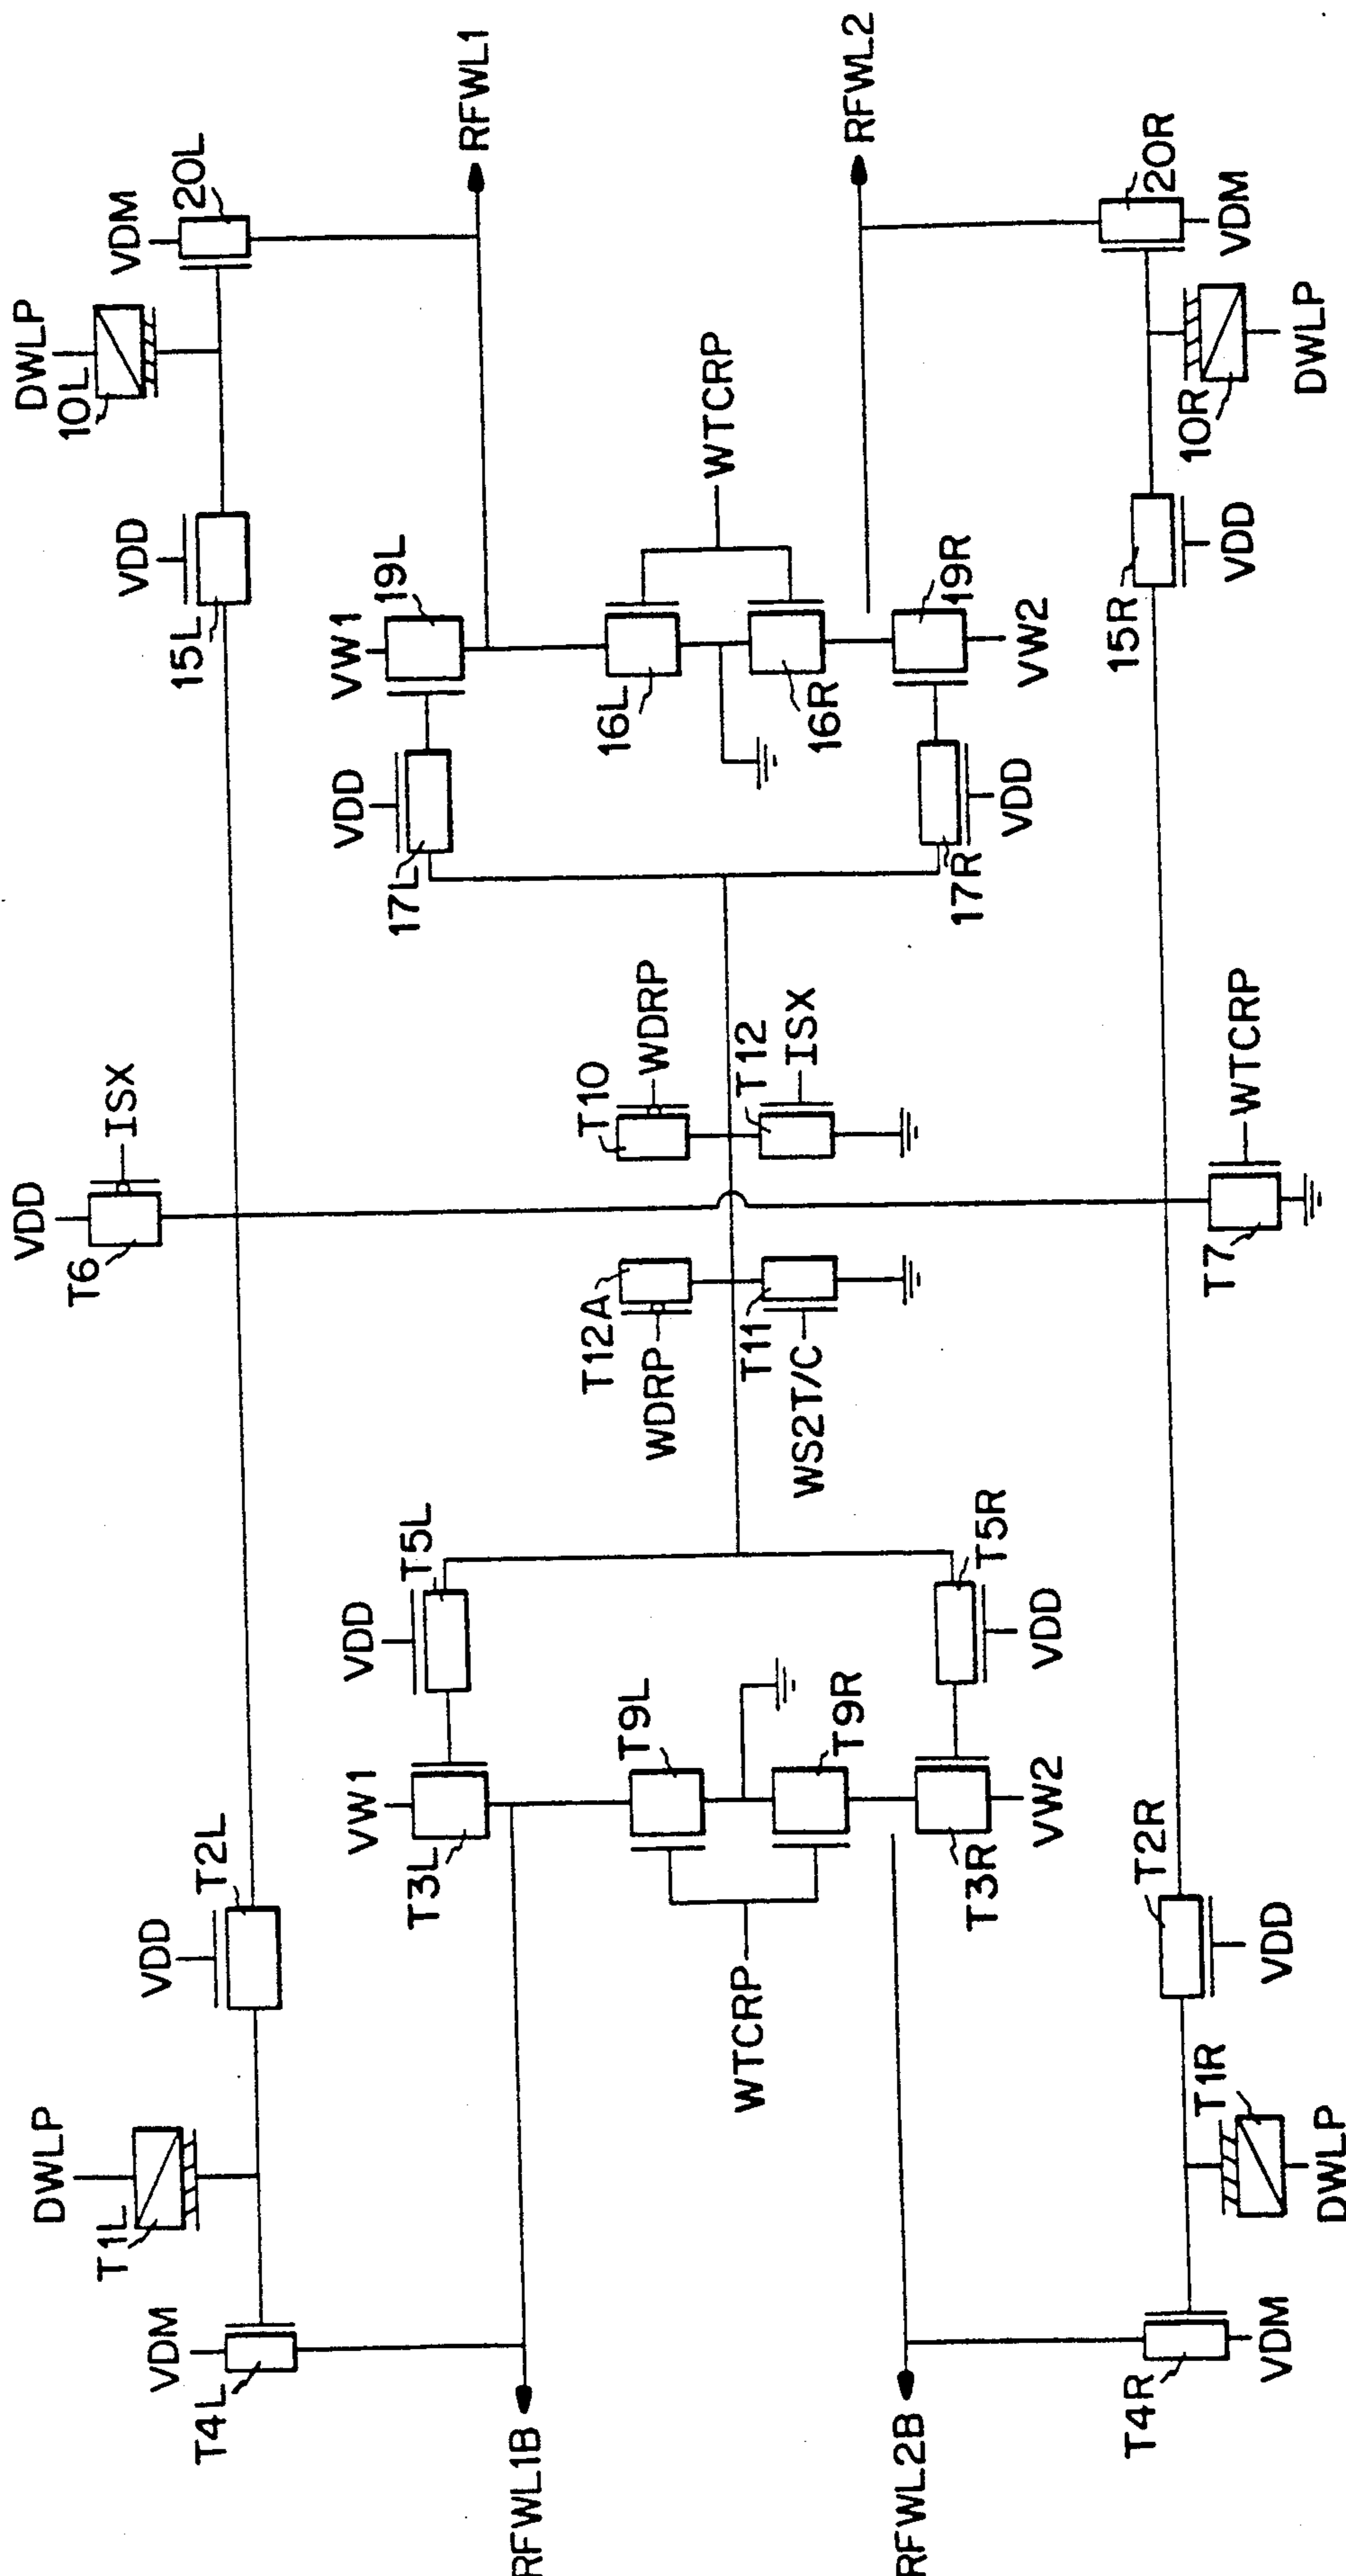 DWLP
VDM
10L
20L
RFWL1
VDD
15L
VW1
19L
WTCRP
RFWL2
VDD
17L
16L
16R
19R
VW2
17R
VDD
10R
20R
VDM
DWLP
15R
VDD
VDD
T6
ISX
T10
WDRP
T12
ISX
T12A
WDRP
T11
WS2T/C
T7
WTCRP
T5L
VDD
T5R
VDD
VW1
T3L
T9L
T9R
VW2
T3R
WTCRP
T2L
VDD
T2R
VDD
DWLP
T1L
T1R
DWLP
VDM
T4L
T4R
VDM
RFWL1B
RFWL2B